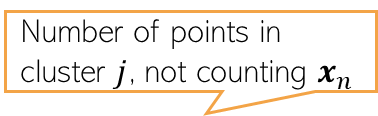 Number of points in
cluster j, not counting xₙ